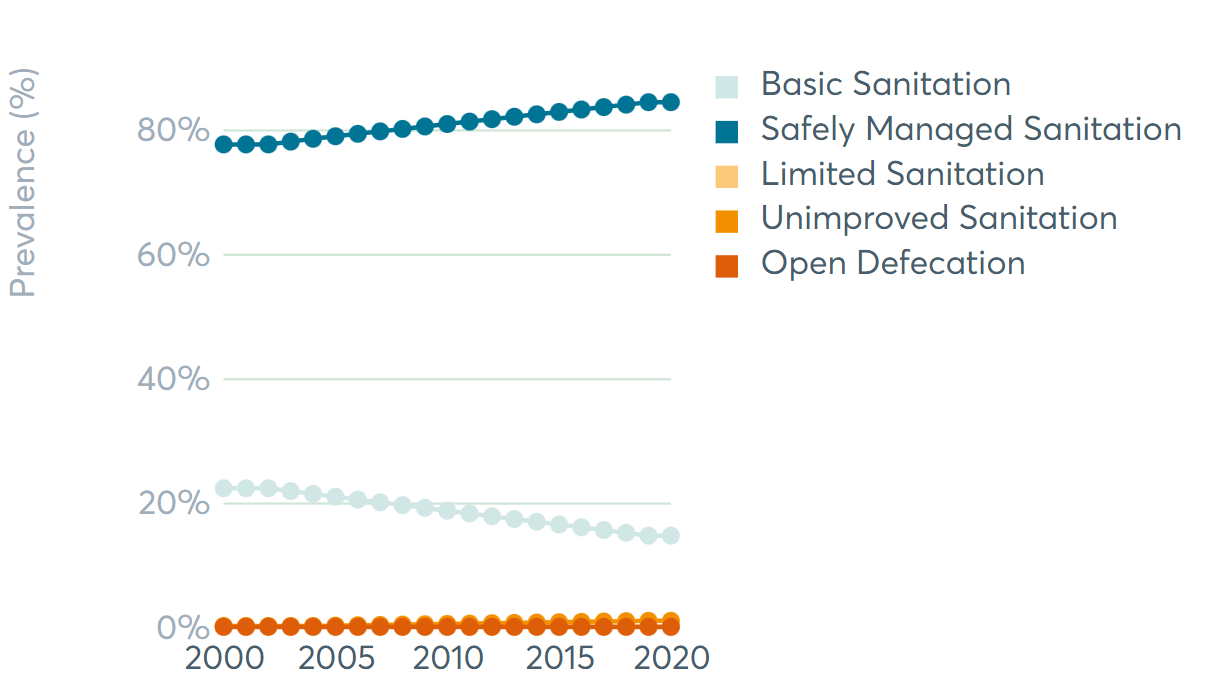 Prevalence (%)
80%
60%
40%
20%
0%
2000 2005 2010 2015 2020
Basic Sanitation
Safely Managed Sanitation
Limited Sanitation
Unimproved Sanitation
Open Defecation